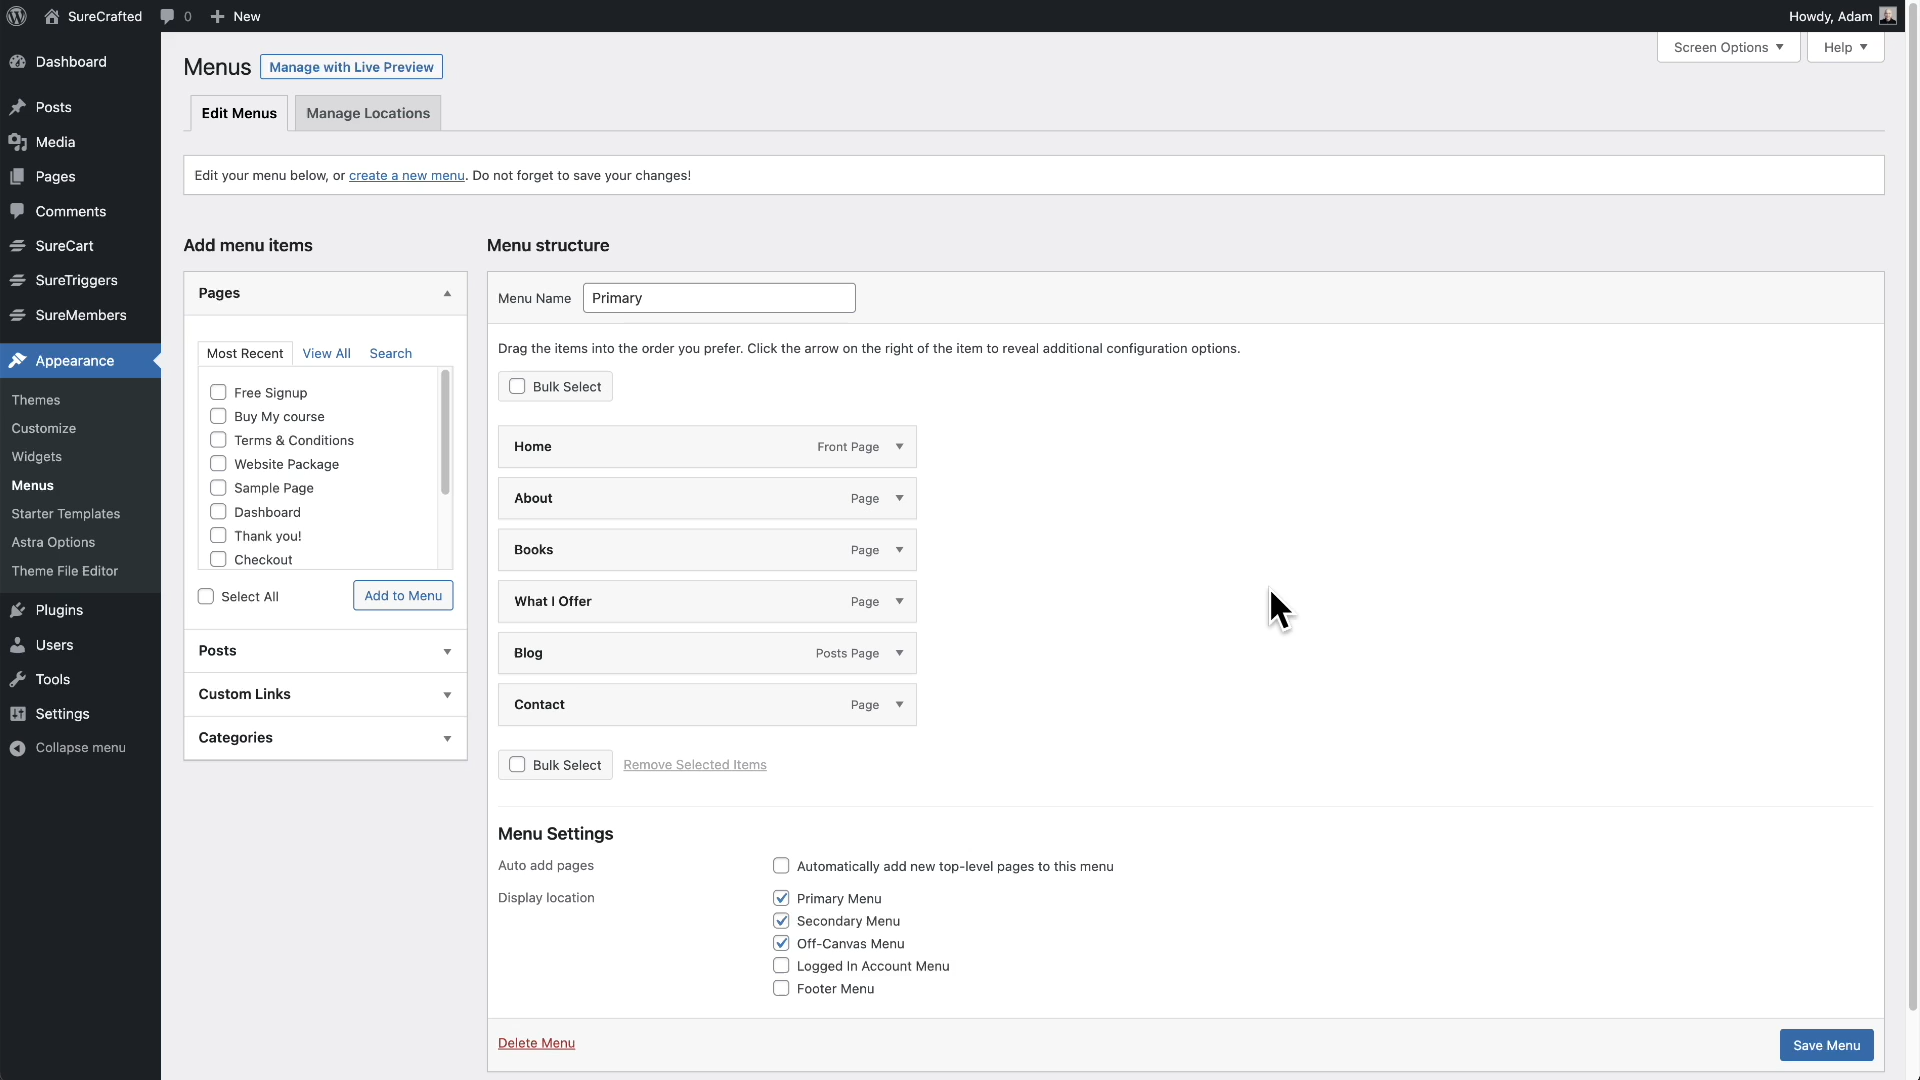 SureCrafted 0 New Howdy, Adam
Dashboard
Posts
Media
Pages
Comments
SureCart
SureTriggers
SureMembers
Appearance
Themes
Customize
Widgets
Menus
Starter Templates
Astra Options
Theme File Editor
Plugins
Users
Tools
Settings
Collapse menu
Screen Options Help
Menus Manage with Live Preview
Edit Menus Manage Locations
Edit your menu below, or create a new menu. Do not forget to save your changes!
Add menu items
Pages
Most Recent View All Search
Free Signup
Buy My course
Terms & Conditions
Website Package
Sample Page
Dashboard
Thank you!
Checkout
Select All Add to Menu
Posts
Custom Links
Categories
Menu structure
Menu Name Primary
Drag the items into the order you prefer. Click the arrow on the right of the item to reveal additional configuration options.
Bulk Select
Home Front Page
About Page
Books Page
What I Offer Page
Blog Posts Page
Contact Page
Bulk Select Remove Selected Items
Menu Settings
Auto add pages Automatically add new top-level pages to this menu
Display location Primary Menu
Secondary Menu
Off-Canvas Menu
Logged In Account Menu
Footer Menu
Delete Menu Save Menu